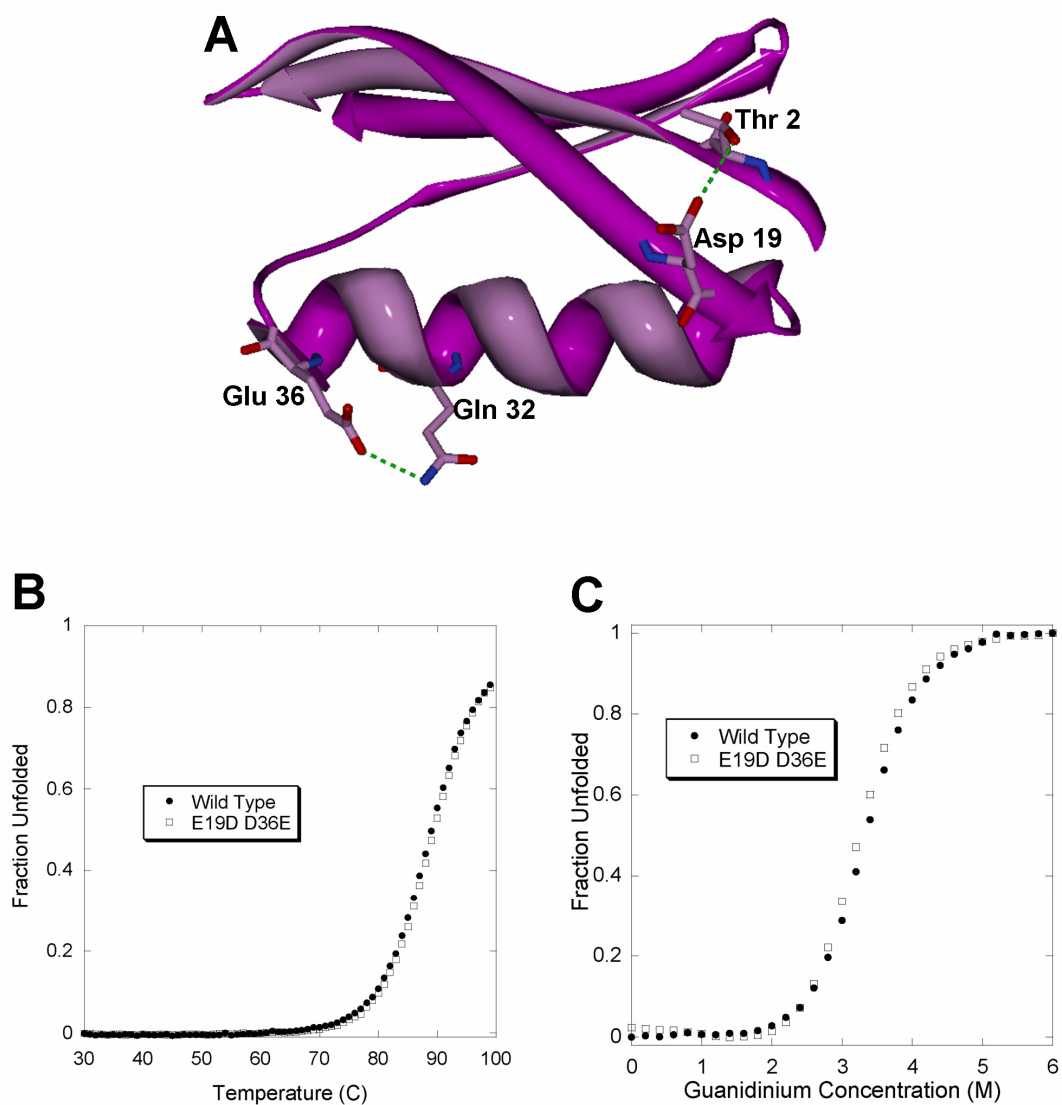 A
Thr 2
Asp 19
Glu 36
Gln 32
B
1
0.8
0.6
0.4
0.2
0
Fraction Unfolded
Wild Type
E19D D36E
30 40 50 60 70 80 90 100
Temperature (C)
C
1
0.8
0.6
0.4
0.2
0
Fraction Unfolded
Wild Type
E19D D36E
0 1 2 3 4 5 6
Guanidinium Concentration (M)